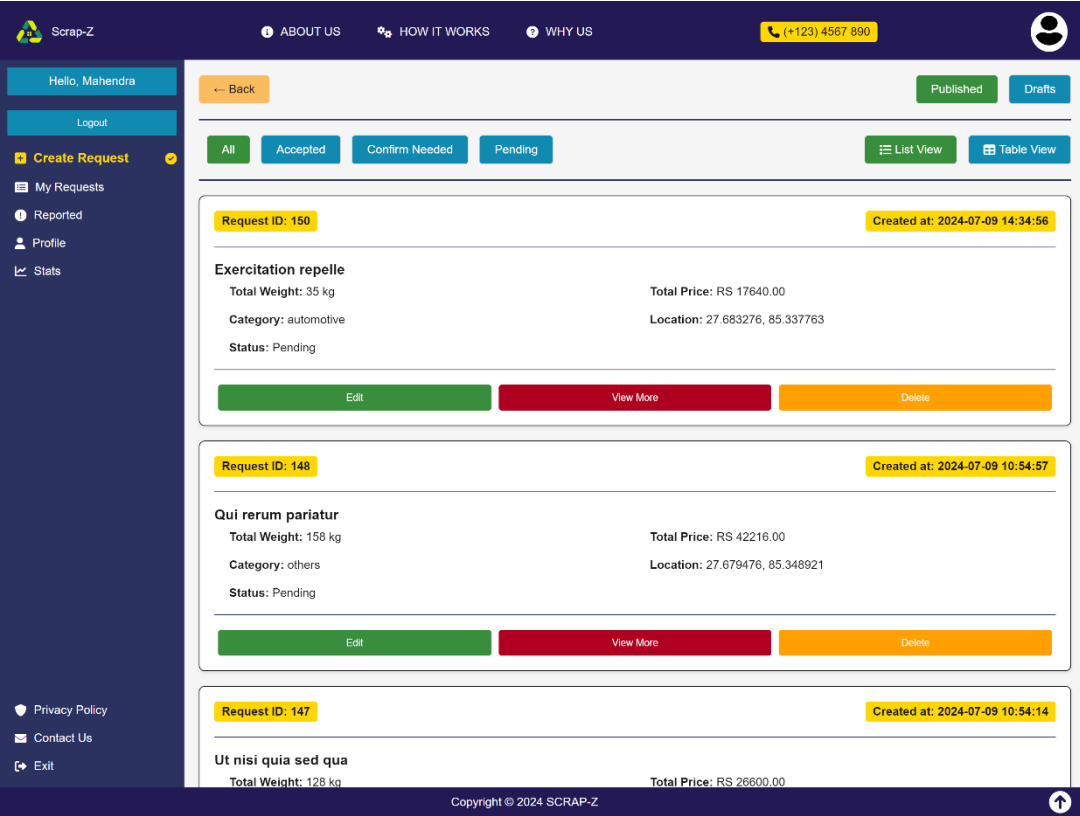 Scrap-Z
ABOUT US
HOW IT WORKS
WHY US
(+123) 4567 890
Hello, Mahendra
Logout
Create Request
My Requests
Reported
Profile
Stats
Privacy Policy
Contact Us
Exit
← Back
Published
Drafts
All
Accepted
Confirm Needed
Pending
List View
Table View
Request ID: 150
Created at: 2024-07-09 14:34:56
Exercitation repelle
Total Weight: 35 kg
Total Price: RS 17640.00
Category: automotive
Location: 27.683276, 85.337763
Status: Pending
Edit
View More
Delete
Request ID: 148
Created at: 2024-07-09 10:54:57
Qui rerum pariatur
Total Weight: 158 kg
Total Price: RS 42216.00
Category: others
Location: 27.679476, 85.348921
Status: Pending
Edit
View More
Delete
Request ID: 147
Created at: 2024-07-09 10:54:14
Ut nisi quia sed qua
Total Weight: 128 kg
Total Price: RS 26600.00
Copyright © 2024 SCRAP-Z